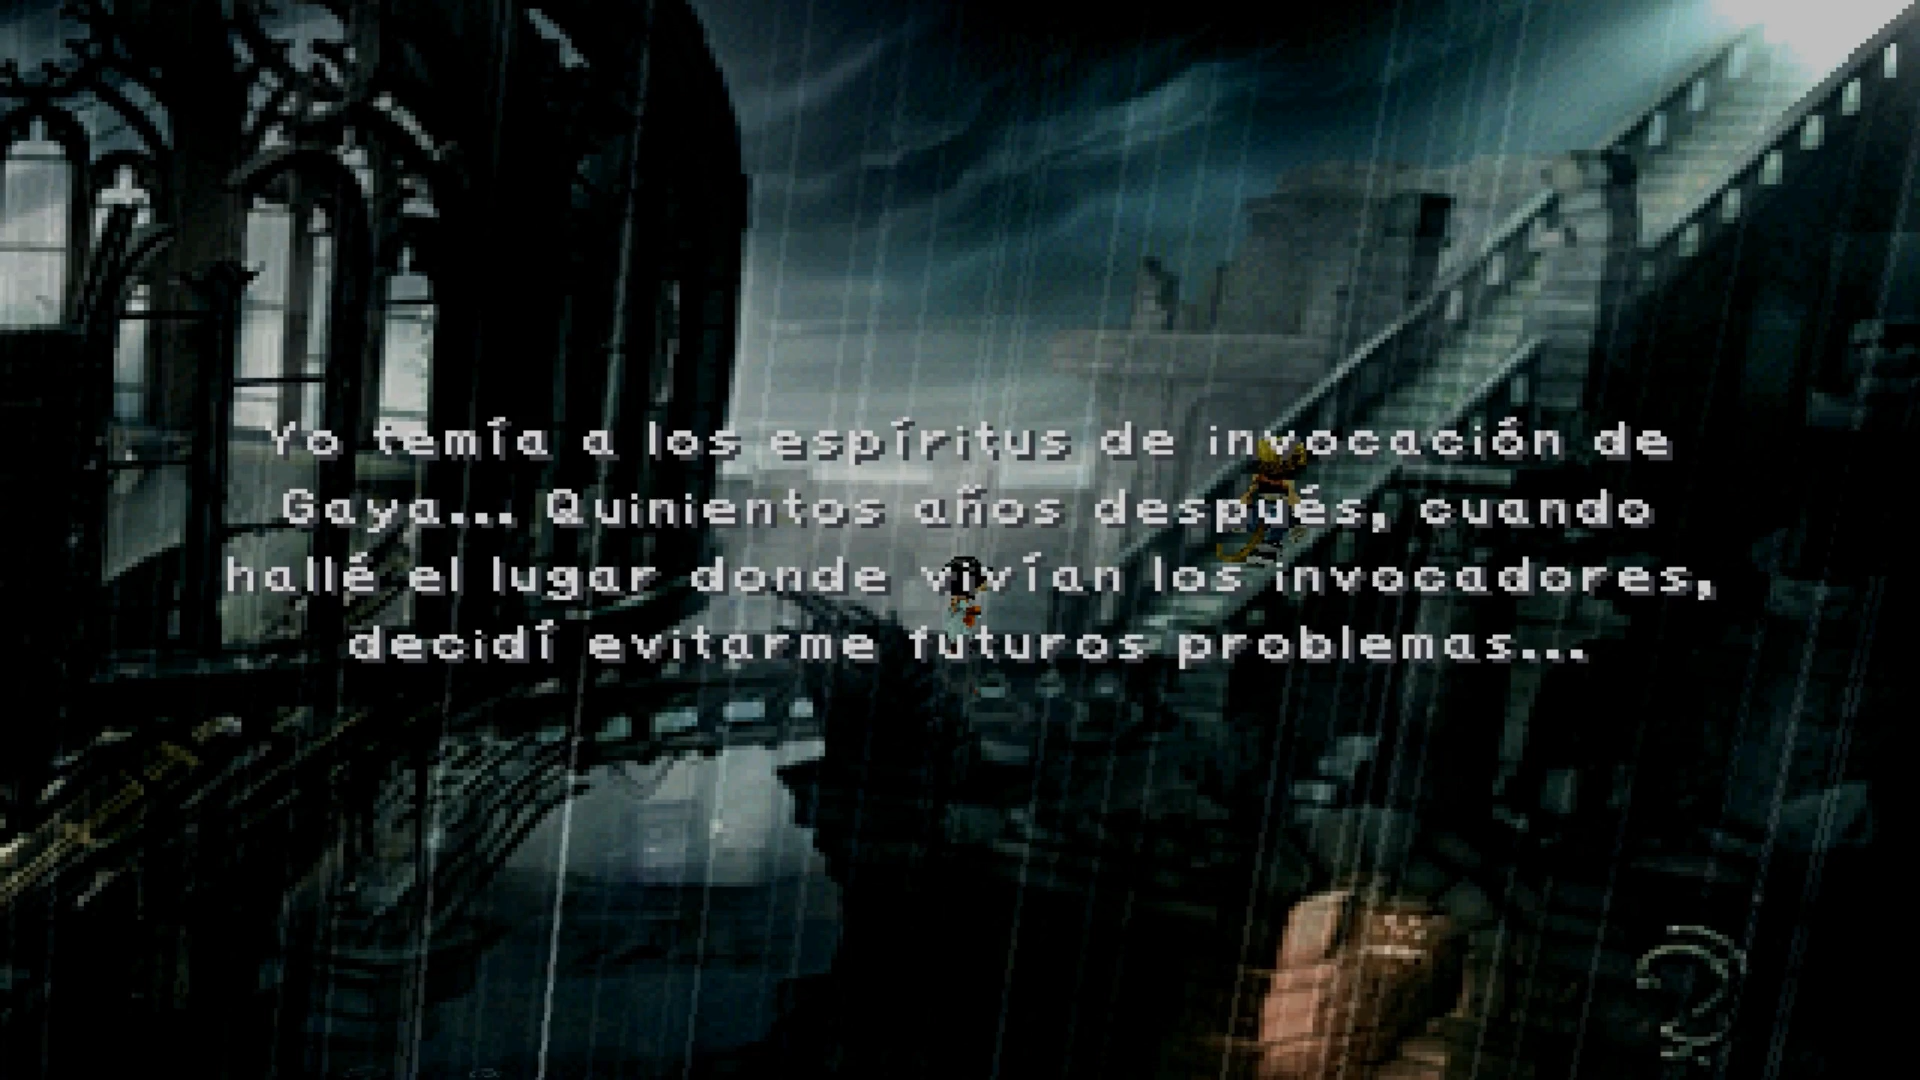 Yo temía a los espíritus de invocación de
Gaya... Quinientos años después, cuando
hallé el lugar donde vivían los invocadores,
decidí evitarme futuros problemas...